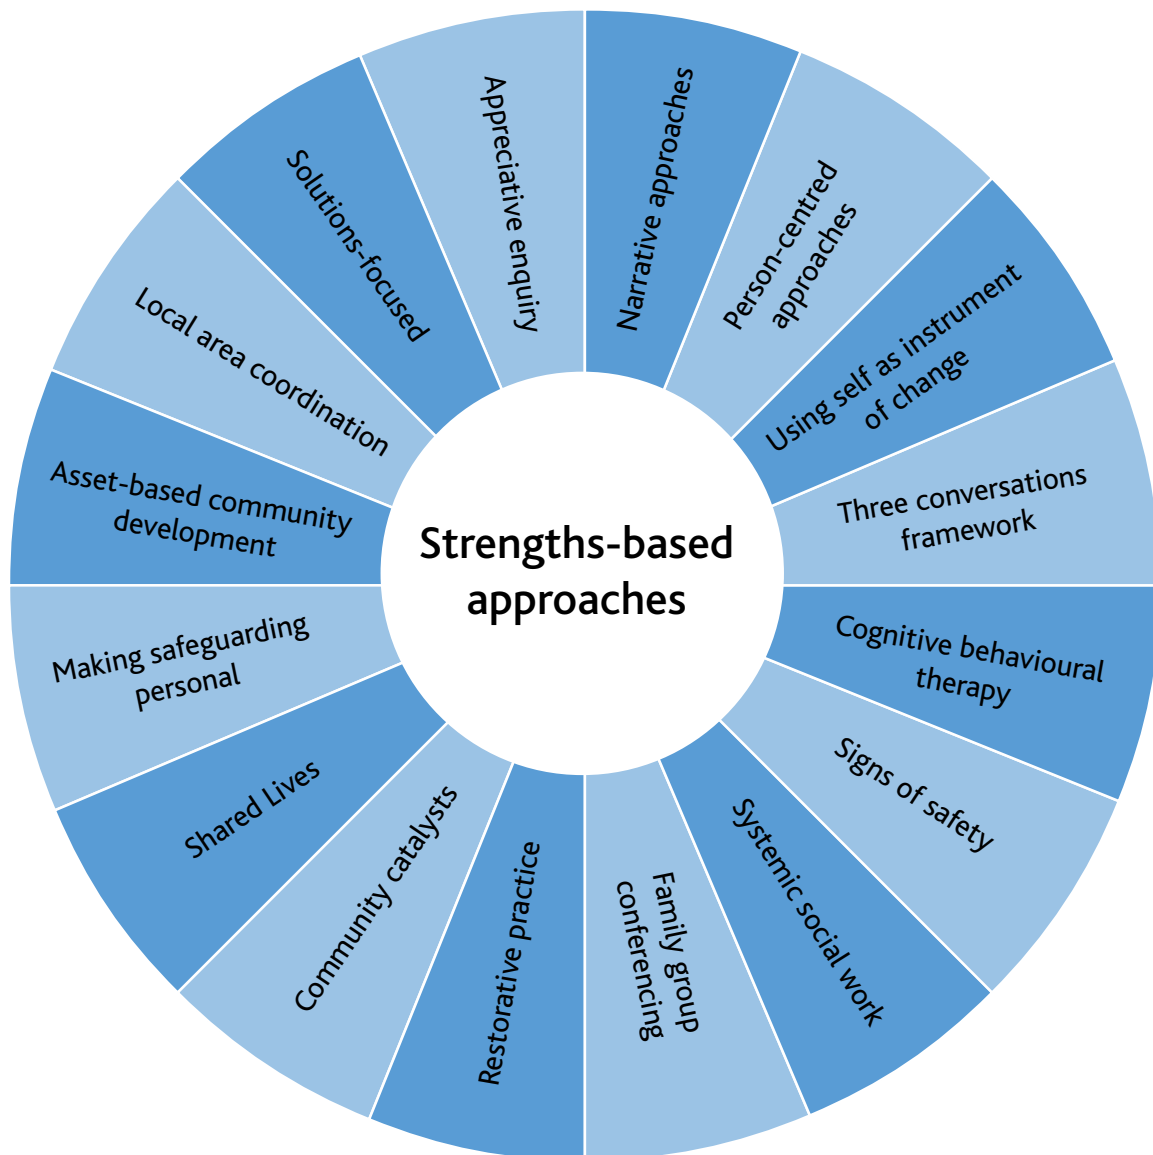 Strengths-based
approaches
Narrative approaches
Person-centred
approaches
Using self as instrument
of change
Three conversations
framework
Cognitive behavioural
therapy
Signs of safety
Systemic social work
Family group
conferencing
Restorative practice
Community catalysts
Shared Lives
Making safeguarding
personal
Asset-based community
development
Local area coordination
Solutions-focused
Appreciative enquiry